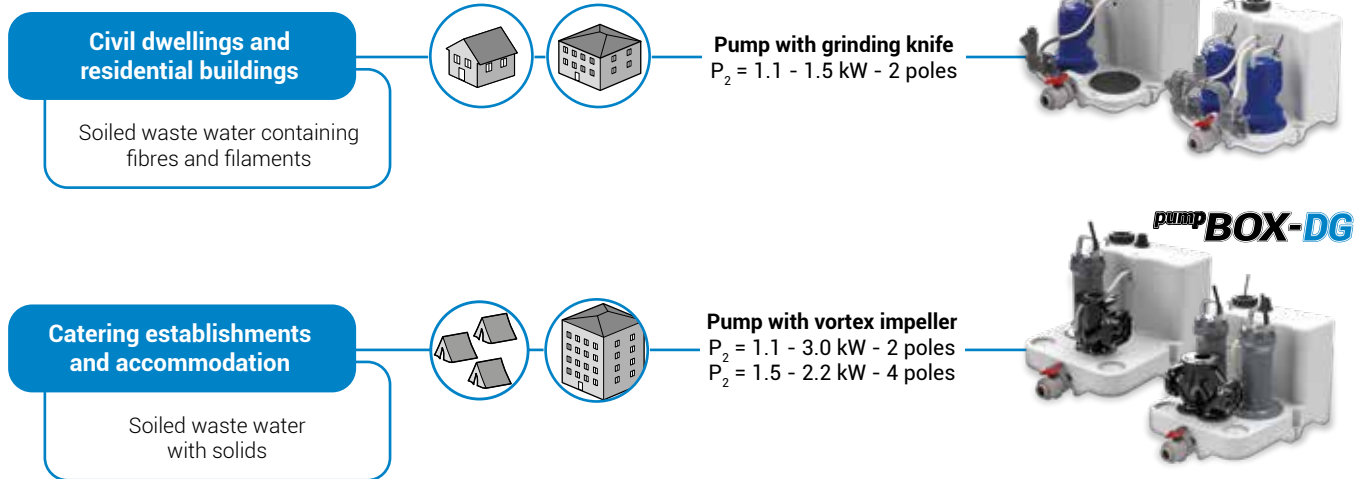 Civil dwellings and
residential buildings
Soiled waste water containing
fibres and filaments
Pump with grinding knife
P₂ = 1.1 - 1.5 kW - 2 poles
pumpBOX-DG
Catering establishments
and accommodation
Soiled waste water
with solids
Pump with vortex impeller
P₂ = 1.1 - 3.0 kW - 2 poles
P₂ = 1.5 - 2.2 kW - 4 poles